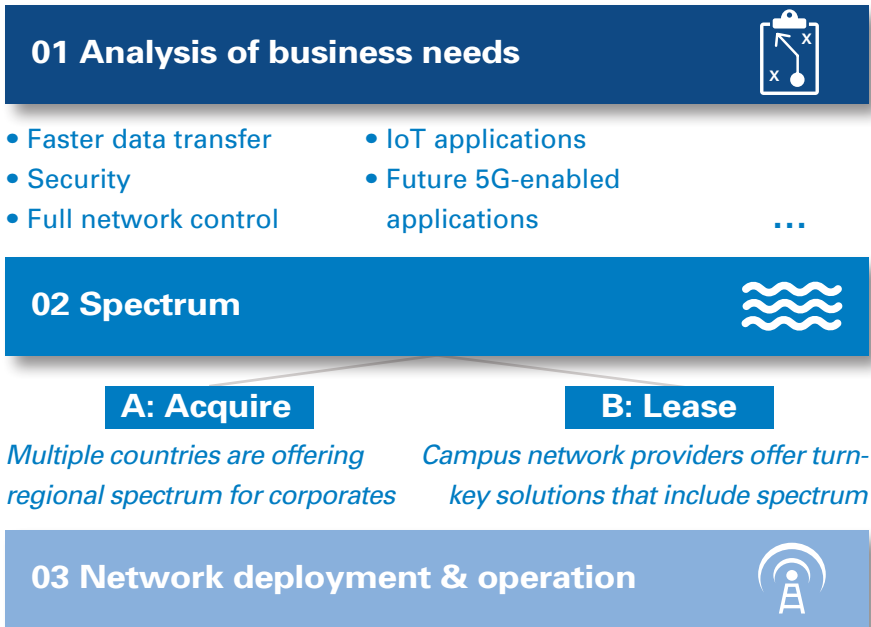 01 Analysis of business needs
X
X
• Faster data transfer
• Security
• Full network control
• IoT applications
• Future 5G-enabled
applications
...
02 Spectrum
A: Acquire
Multiple countries are offering
regional spectrum for corporates
B: Lease
Campus network providers offer turn-
key solutions that include spectrum
03 Network deployment & operation